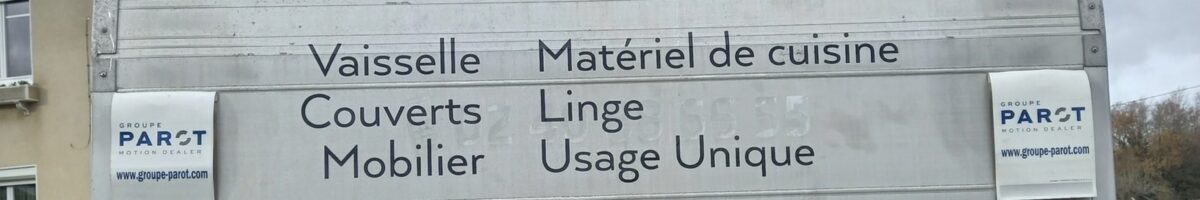 Vaisselle Matériel de cuisine
Couverts Linge
Mobilier Usage Unique
GROUPE
PAROT
MOTION DEALER
www.groupe-parot.com
GROUPE
PAROT
MOTION DEALER
www.groupe-parot.com